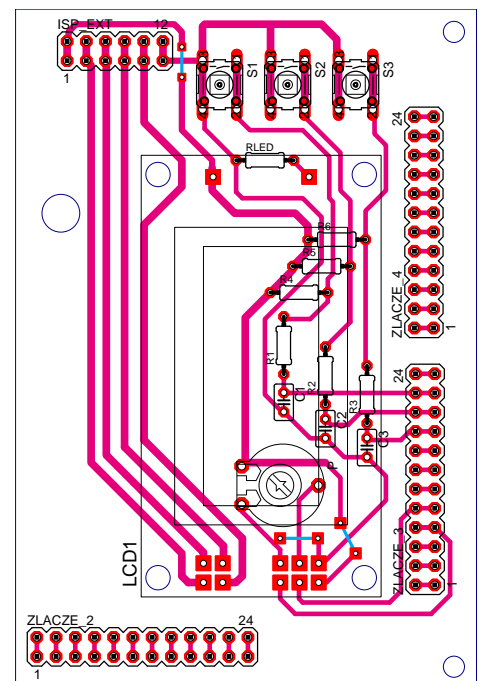 ISP_EXT 12
1
S1
S2
S3
24
RLED
R6
R5
R4
ZLACZE_4
1
R1
R2
R3
C1
C2
C3
24
P
LCD1
ZLACZE_3
1
ZLACZE_2 24
1